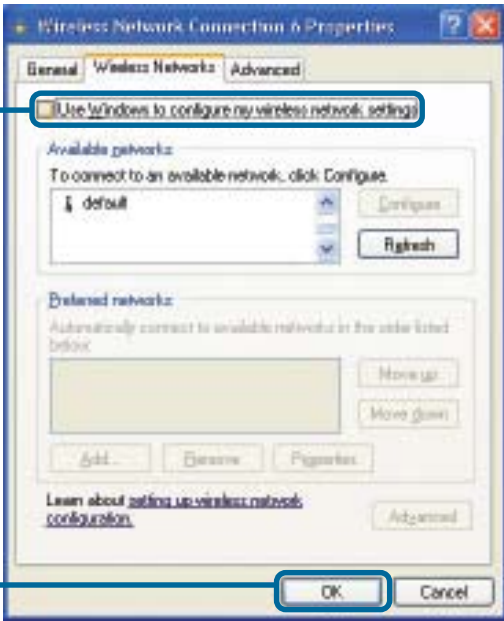 Wireless Network Connection 6 Properties
General Wireless Networks Advanced
Use Windows to configure my wireless network settings
Available networks
To connect to an available network, click Configure.
default
Configure
Refresh
Preferred networks
Automatically connect to available networks in the order listed
below:
Move up
Move down
Add... Remove Properties
Learn about setting up wireless network
configuration.
Advanced
OK Cancel